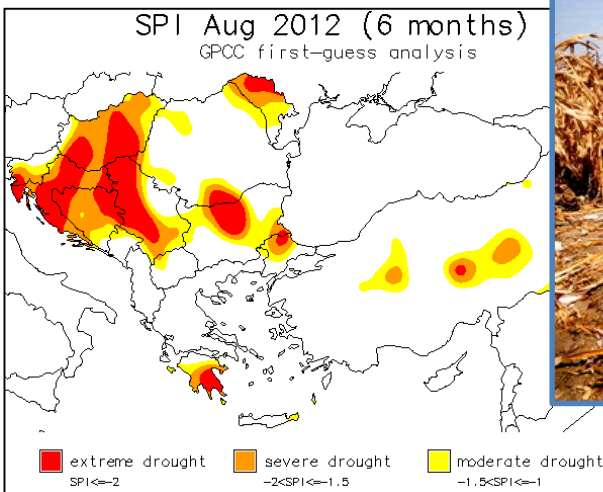 SPI Aug 2012 (6 months)
GPCC first-guess analysis
extreme drought
SPI<=-2
severe drought
-2<SPI<=-1.5
moderate drought
-1.5<SPI<=-1